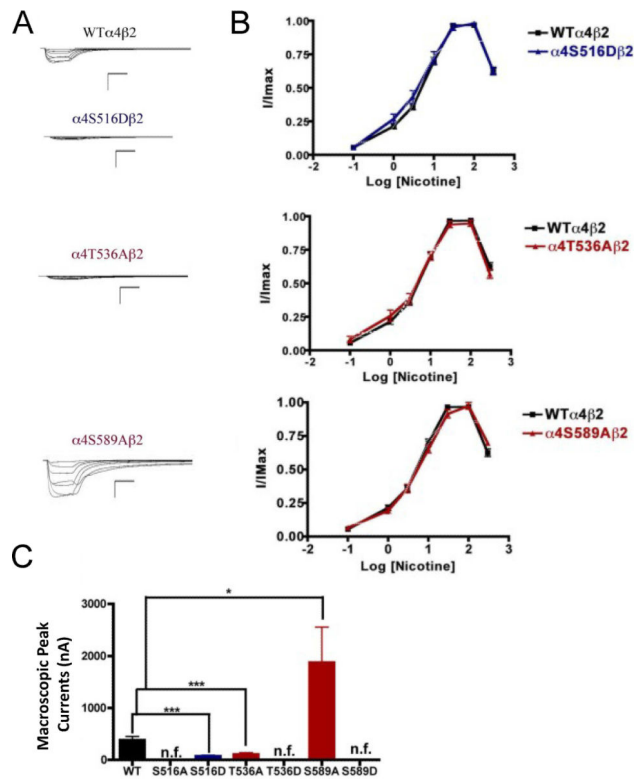 A
WTα4β2
α4S516Dβ2
α4T536Aβ2
α4S589Aβ2
B
I/Imax
1.00
0.75
0.50
0.25
0.00
-2 -1 0 1 2 3
Log [Nicotine]
WTα4β2
α4S516Dβ2
I/Imax
1.00
0.75
0.50
0.25
0.00
-2 -1 0 1 2 3
Log [Nicotine]
WTα4β2
α4T536Aβ2
I/IMax
1.00
0.75
0.50
0.25
0.00
-2 -1 0 1 2 3
Log [Nicotine]
WTα4β2
α4S589Aβ2
C
Macroscopic Peak
Currents (nA)
3000
2000
1000
0
*
***
***
n.f. n.f. n.f.
WT S516A S516D T536A T536D S589A S589D